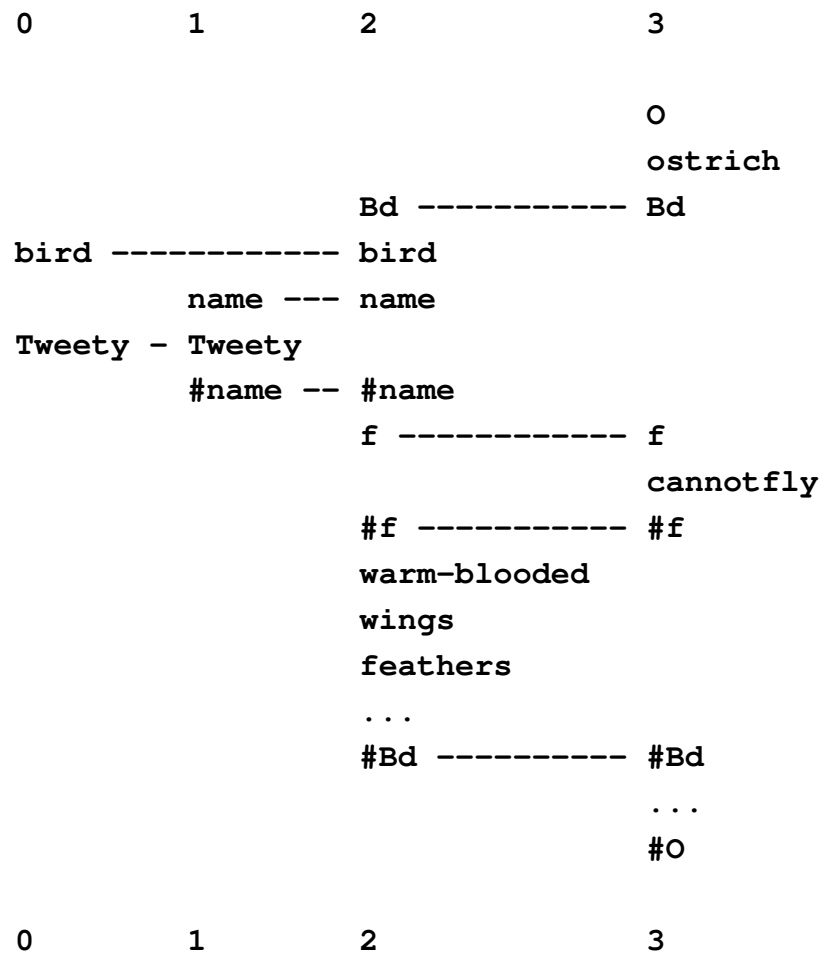 0 1 2 3
O
ostrich
Bd ----------- Bd
bird ------------ bird
name --- name
Tweety - Tweety
#name -- #name
f ------------ f
cannotfly
#f ----------- #f
warm-blooded
wings
feathers
...
#Bd ---------- #Bd
...
#O
0 1 2 3